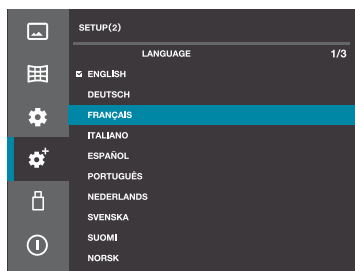 SETUP(2)
LANGUAGE 1/3
ENGLISH
DEUTSCH
FRANÇAIS
ITALIANO
ESPAÑOL
PORTUGUÊS
NEDERLANDS
SVENSKA
SUOMI
NORSK